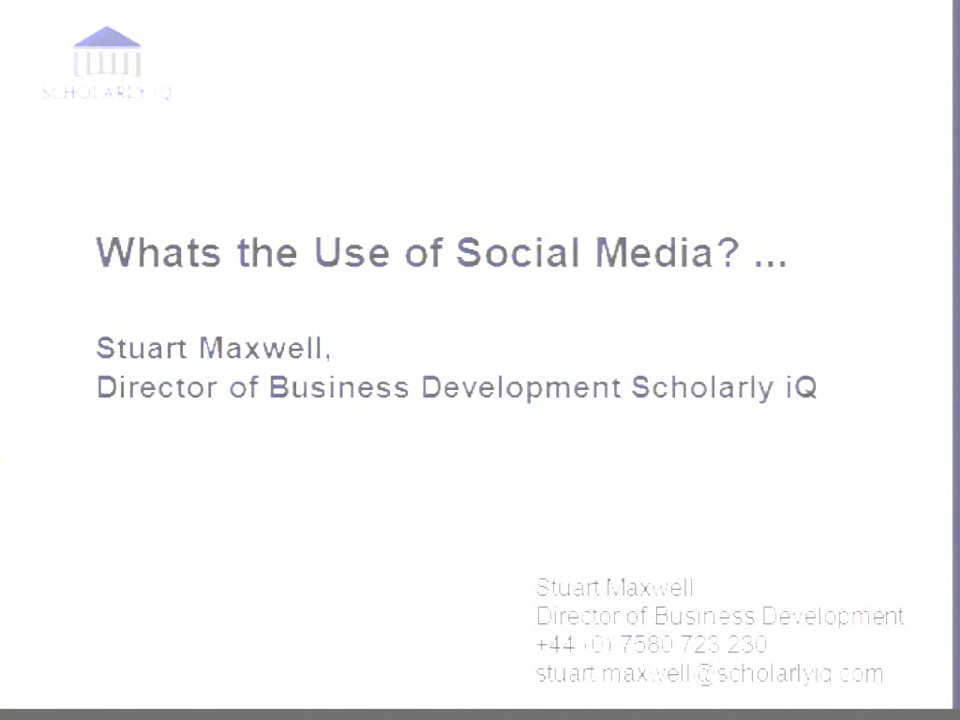 SCHOLARLY iQ
Whats the Use of Social Media? ...
Stuart Maxwell,
Director of Business Development Scholarly iQ
Stuart Maxwell
Director of Business Development
+44 (0) 7580 723 230
stuart.maxwell@scholarlyiq.com